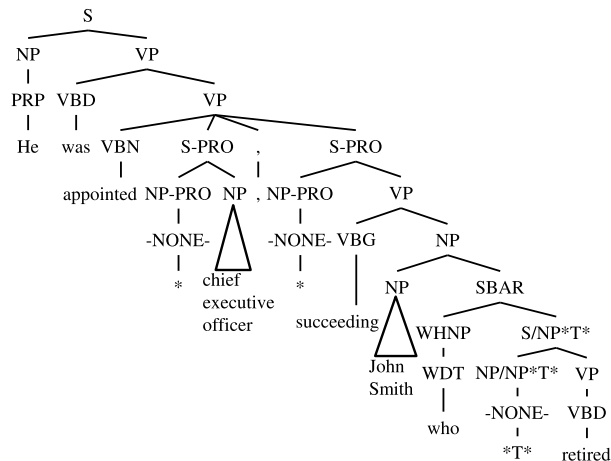 S
NP VP
PRP VBD VP
He was VBN S-PRO , S-PRO
appointed NP-PRO NP , NP-PRO VP
-NONE- -NONE- VBG NP
* chief executive officer * NP SBAR
succeeding WHNP S/NP*T*
John Smith WDT NP/NP*T* VP
who -NONE- VBD
*T* retired